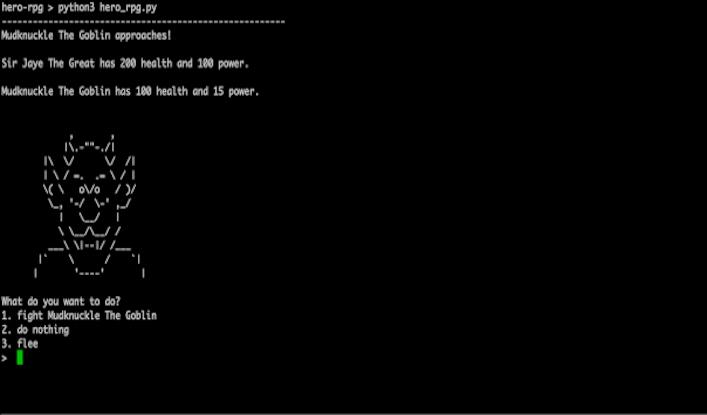 hero-rpg > python3 hero_rpg.py
-------------------------------------------------------
Mudknuckle The Goblin approaches!
Sir Jaye The Great has 200 health and 100 power.
Mudknuckle The Goblin has 100 health and 15 power.
What do you want to do?
1. fight Mudknuckle The Goblin
2. do nothing
3. flee
>